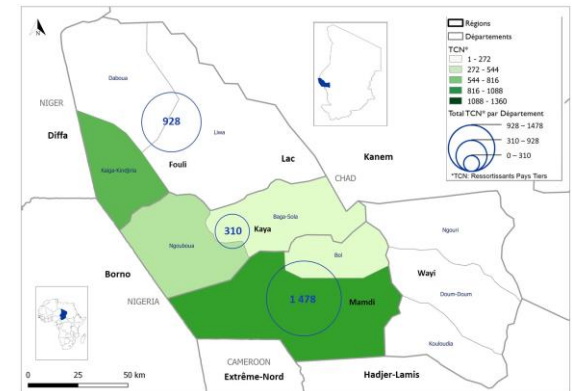 N
Régions
Départements
TCN*
1 - 272
272 - 544
544 - 816
816 - 1088
1088 - 1360
Total TCN* par Département
928 – 1478
310 – 928
0 – 310
*TCN: Ressortissants Pays Tiers
Daboua
NIGER
Diffa
928
Liwa
Fouli
Lac
Kanem
CHAD
Kaiga-Kindjiria
Baga-Sola
310
Kaya
Ngouboua
Bol
Ngouri
Wayi
Borno
NIGERIA
1 478
Mamdi
Doum-Doum
Kouloudia
CAMEROON
Extrême-Nord
Hadjer-Lamis
0 25 50 km